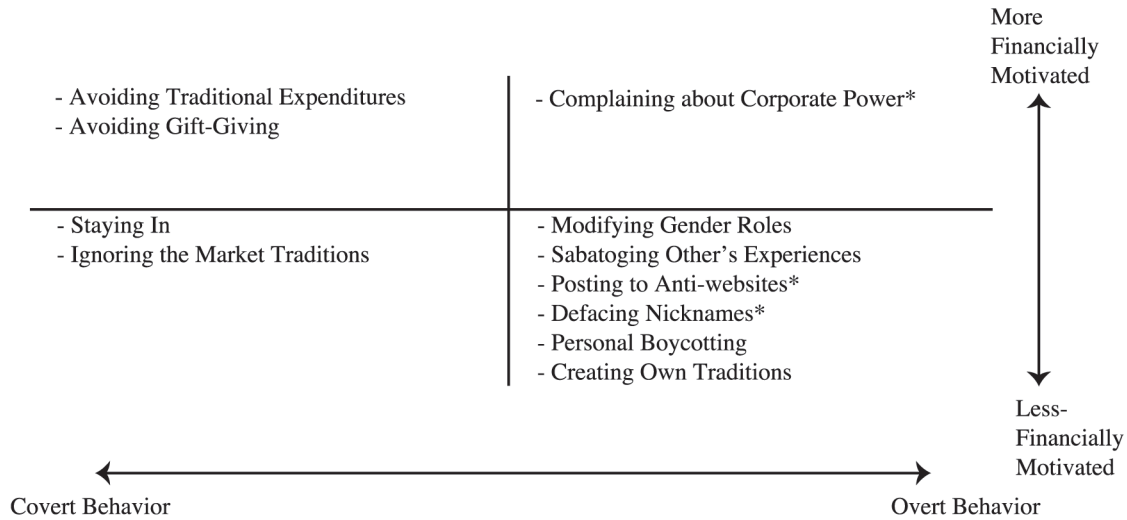 More
Financially
Motivated
- Avoiding Traditional Expenditures
- Avoiding Gift-Giving
- Complaining about Corporate Power*
- Staying In
- Ignoring the Market Traditions
- Modifying Gender Roles
- Sabatoging Other's Experiences
- Posting to Anti-websites*
- Defacing Nicknames*
- Personal Boycotting
- Creating Own Traditions
Less-
Financially
Motivated
Covert Behavior
Overt Behavior